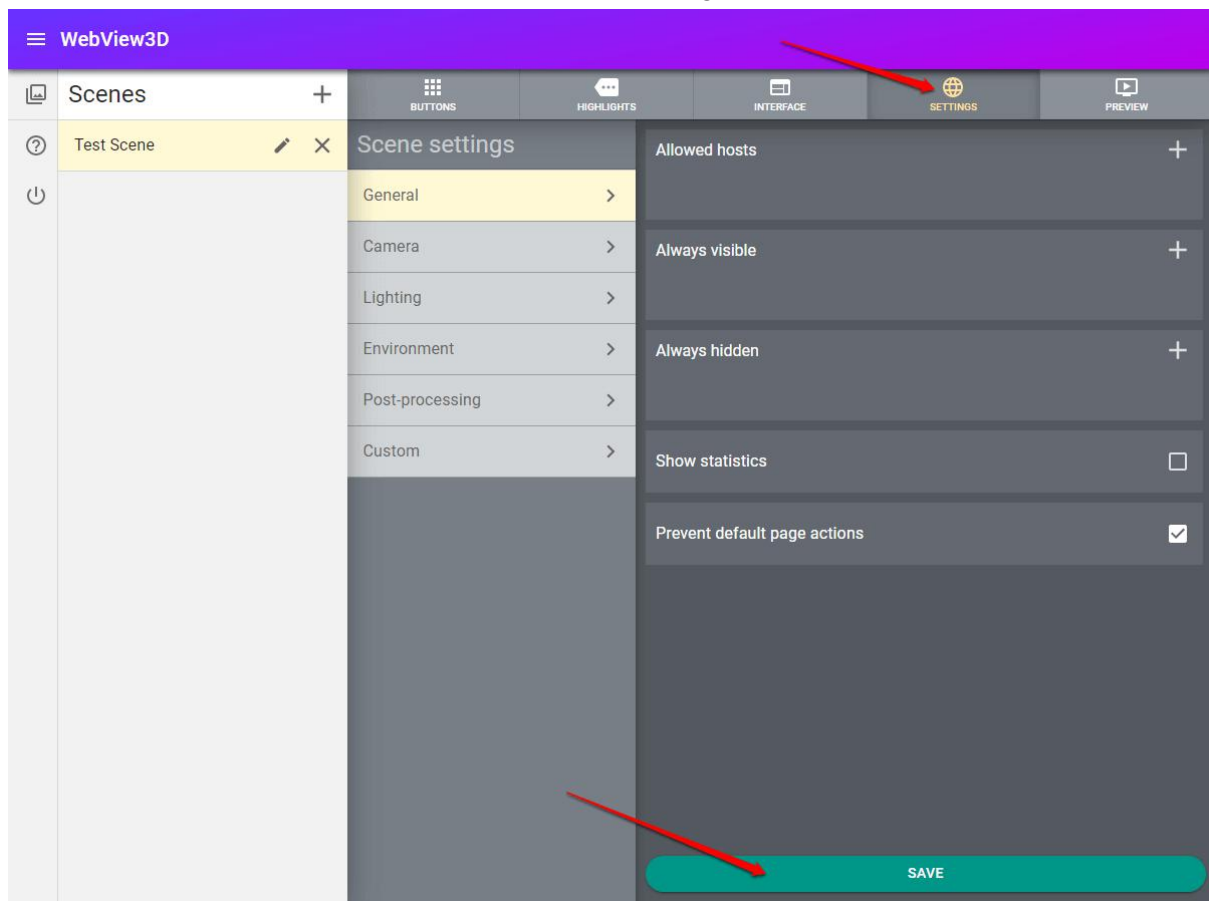 WebView3D
Scenes
BUTTONS
HIGHLIGHTS
INTERFACE
SETTINGS
PREVIEW
Test Scene
Scene settings
General
Camera
Lighting
Environment
Post-processing
Custom
Allowed hosts
Always visible
Always hidden
Show statistics
Prevent default page actions
SAVE